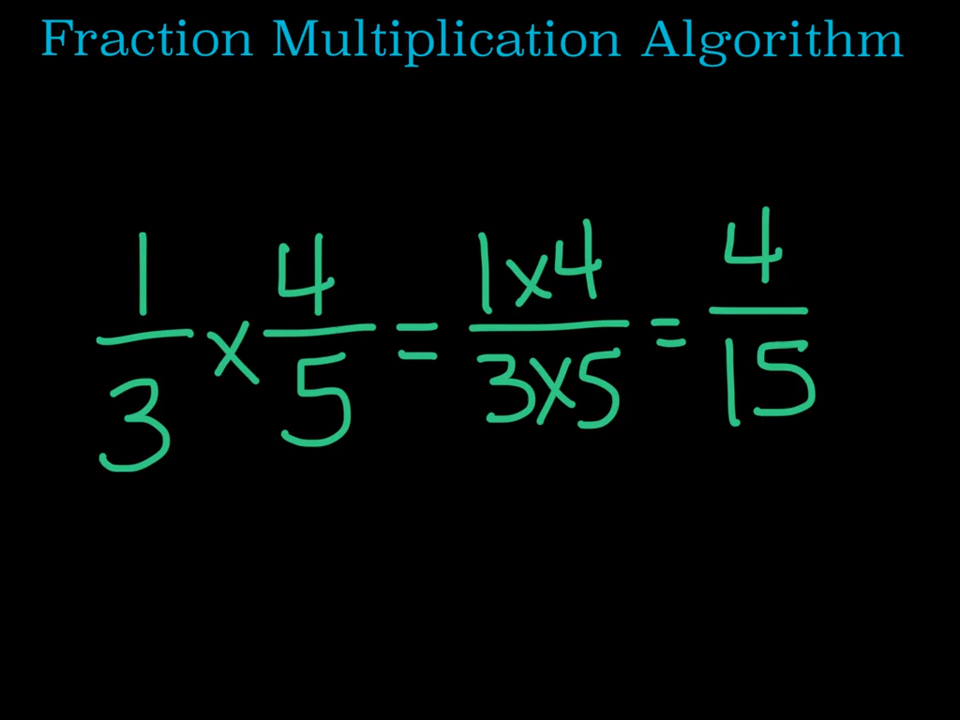 Fraction Multiplication Algorithm
1/3 x 4/5 = 1x4/3x5 = 4/15